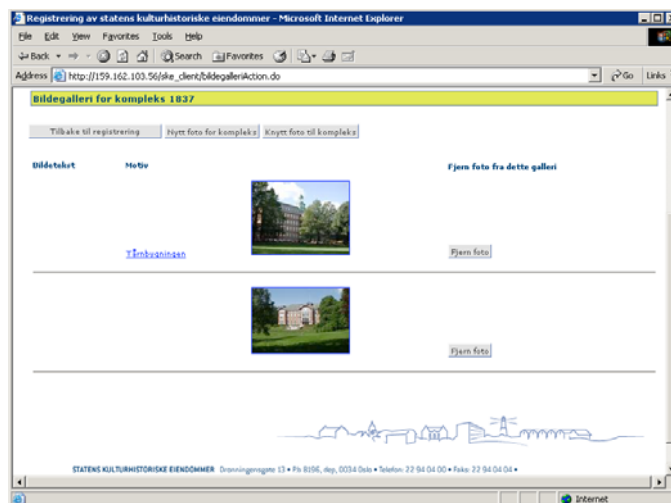 Registrering av statens kulturhistoriske eiendommer - Microsoft Internet Explorer
File Edit View Favorites Tools Help
Back Search Favorites
Address http://159.162.103.56/ske_client/bildegalleriAction.do Go Links
Bildegalleri for kompleks 1837
Tilbake til registrering Nytt foto for kompleks Knytt foto til kompleks
Bildetekst Motiv Fjern foto fra dette galleri
Tårnbugningen Fjern foto
Fjern foto
STATENS KULTURHISTORISKE EIENDOMMER Dronningensgate 13 • Pb 8196, dep, 0034 Oslo • Telefon: 22 94 04 00 • Faks: 22 94 04 04 •
Internet